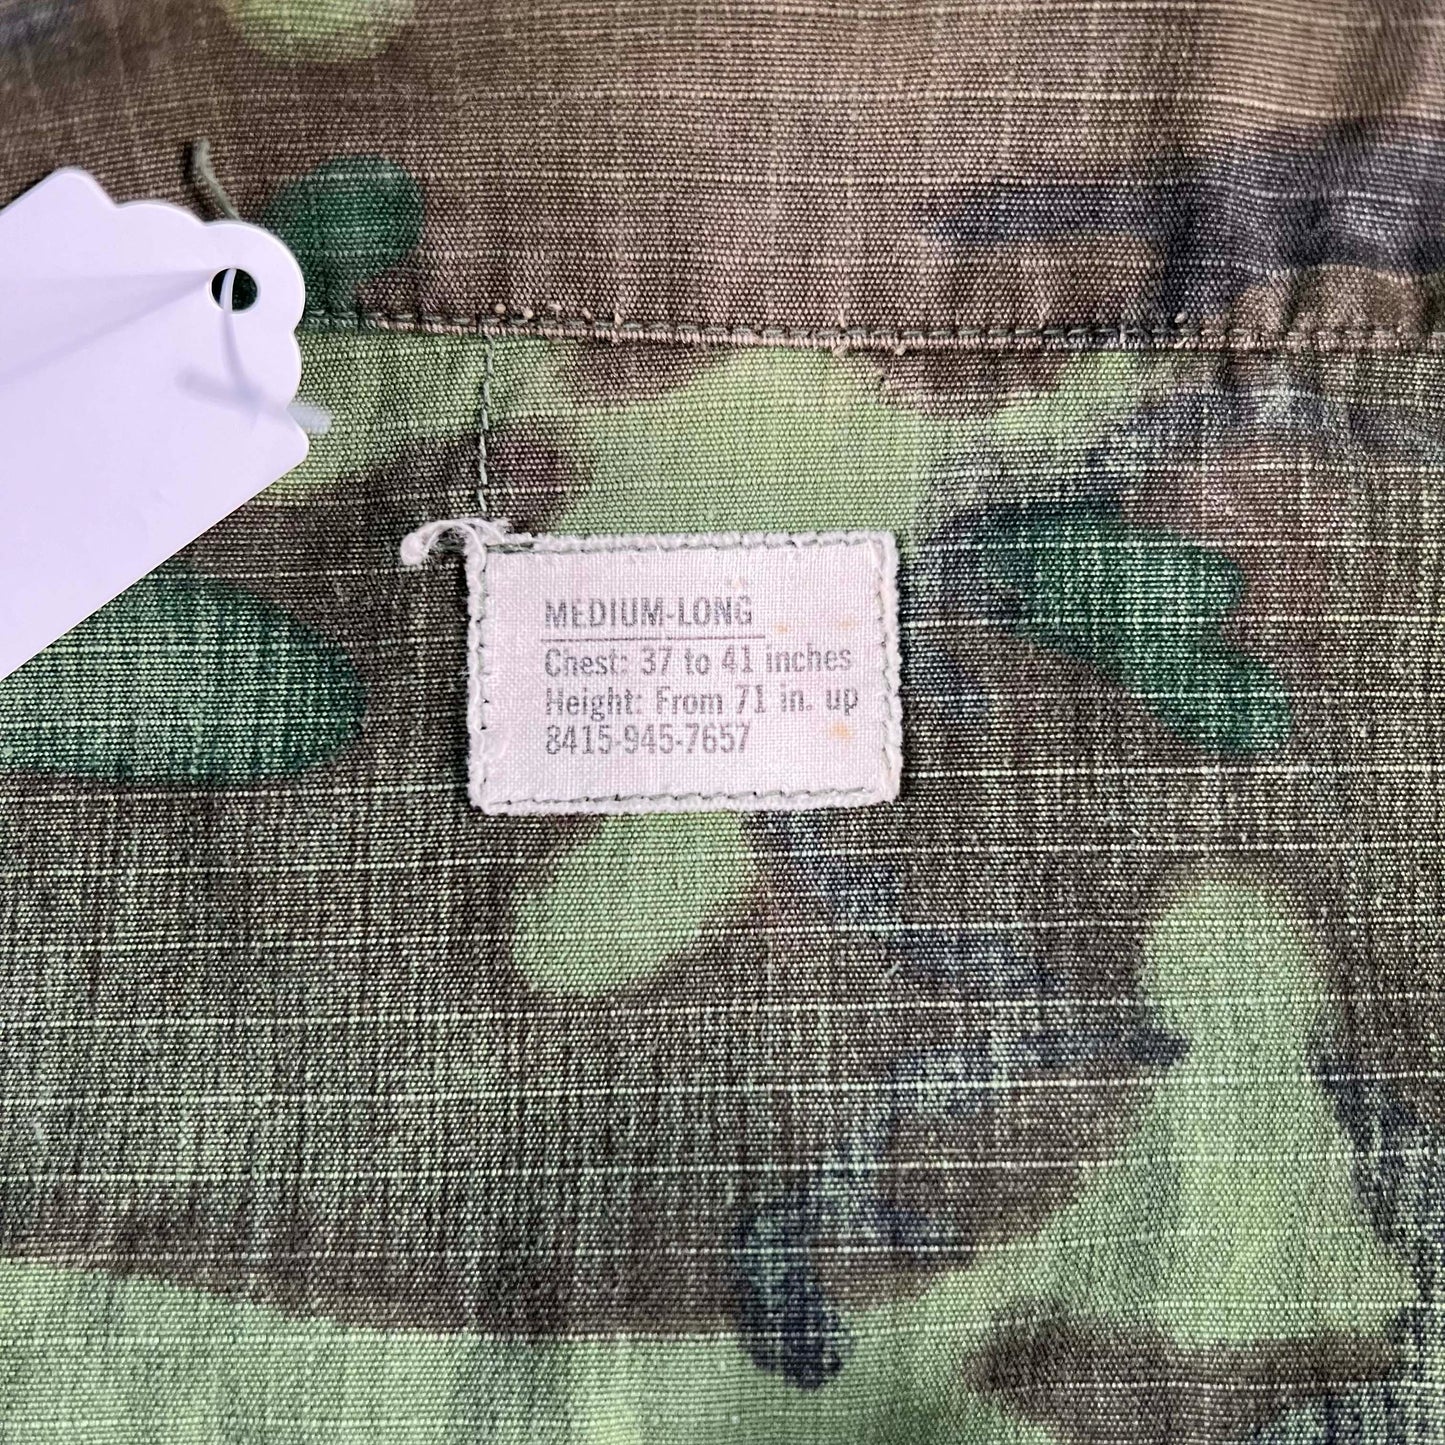 MEDIUM-LONG
Chest: 37 to 41 inches
Height: From 71 in. up
8415-945-7657